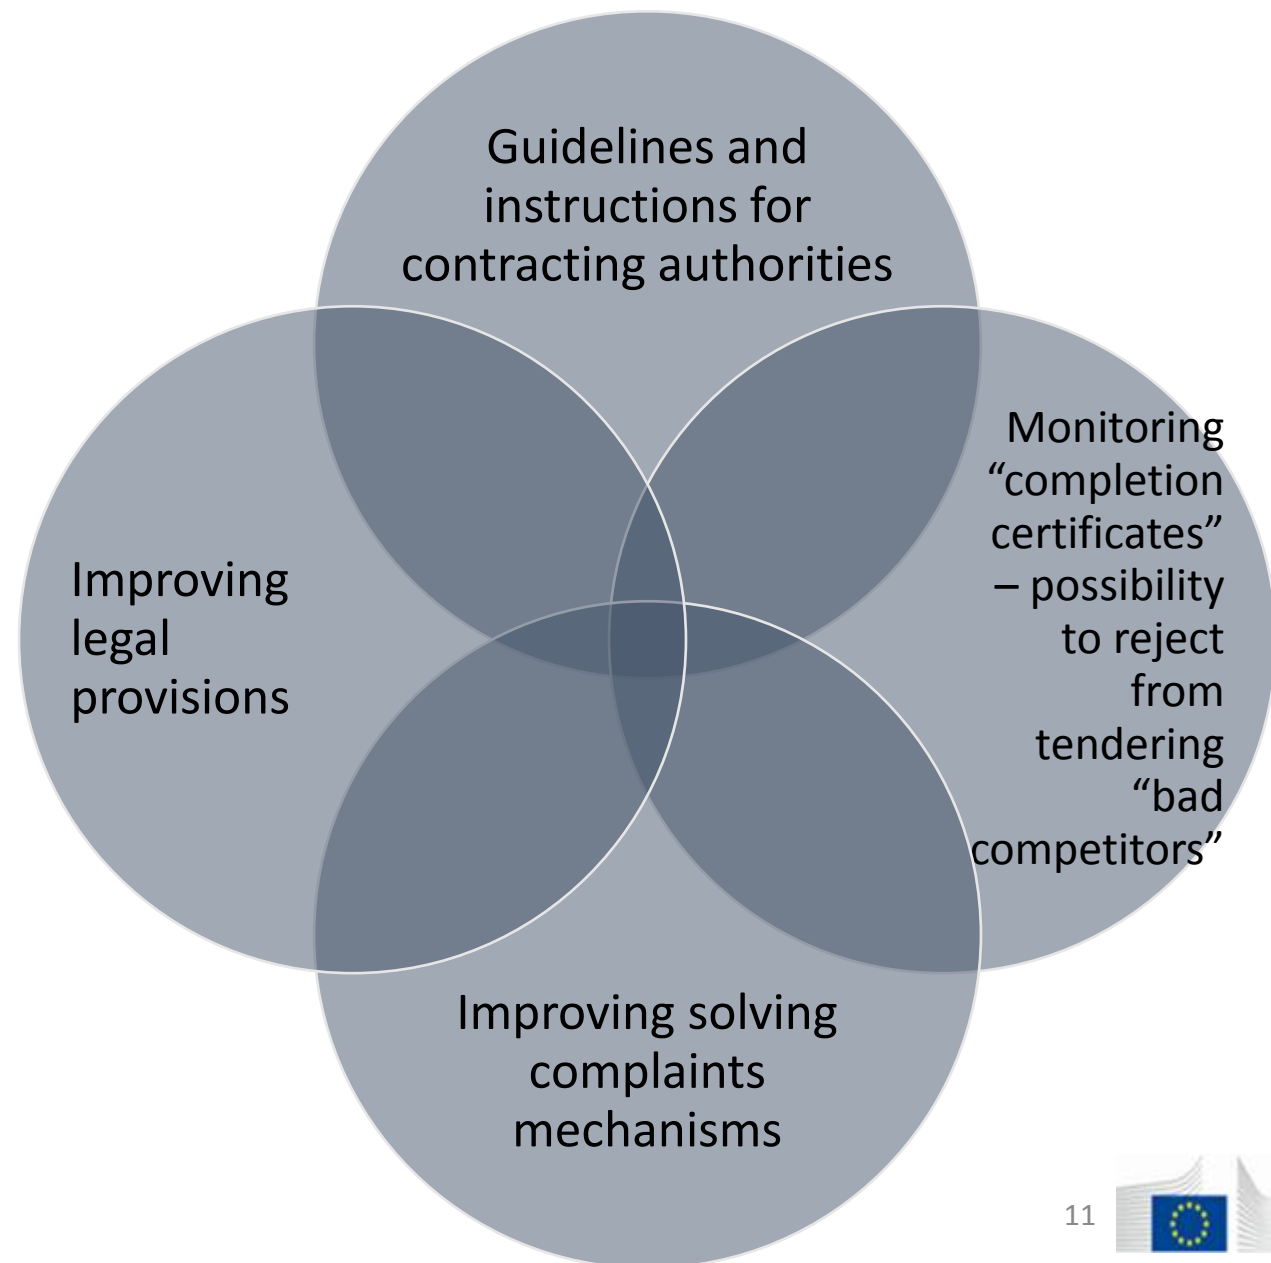 Guidelines and
instructions for
contracting authorities
Monitoring
“completion
certificates”
– possibility
to reject
from
tendering
“bad
competitors”
Improving
legal
provisions
Improving solving
complaints
mechanisms
11